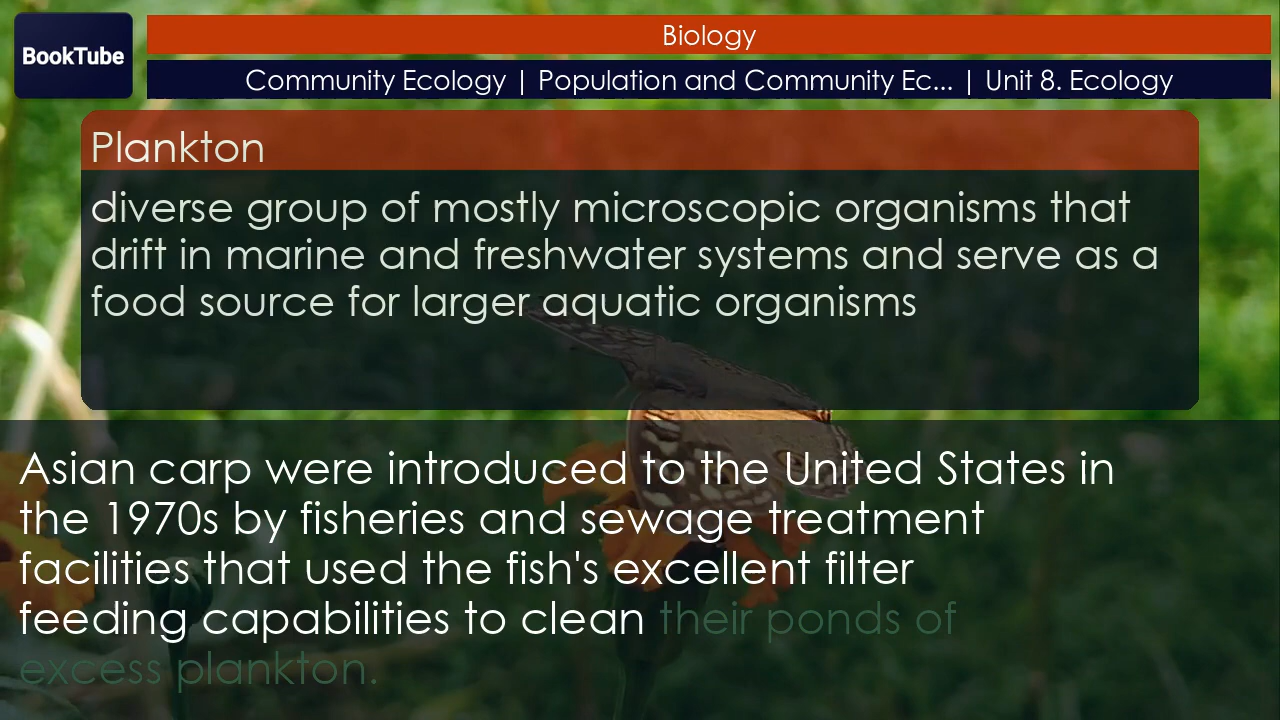 BookTube
Biology
Community Ecology | Population and Community Ec... | Unit 8. Ecology
Plankton
diverse group of mostly microscopic organisms that
drift in marine and freshwater systems and serve as a
food source for larger aquatic organisms
Asian carp were introduced to the United States in
the 1970s by fisheries and sewage treatment
facilities that used the fish's excellent filter
feeding capabilities to clean their ponds of
excess plankton.